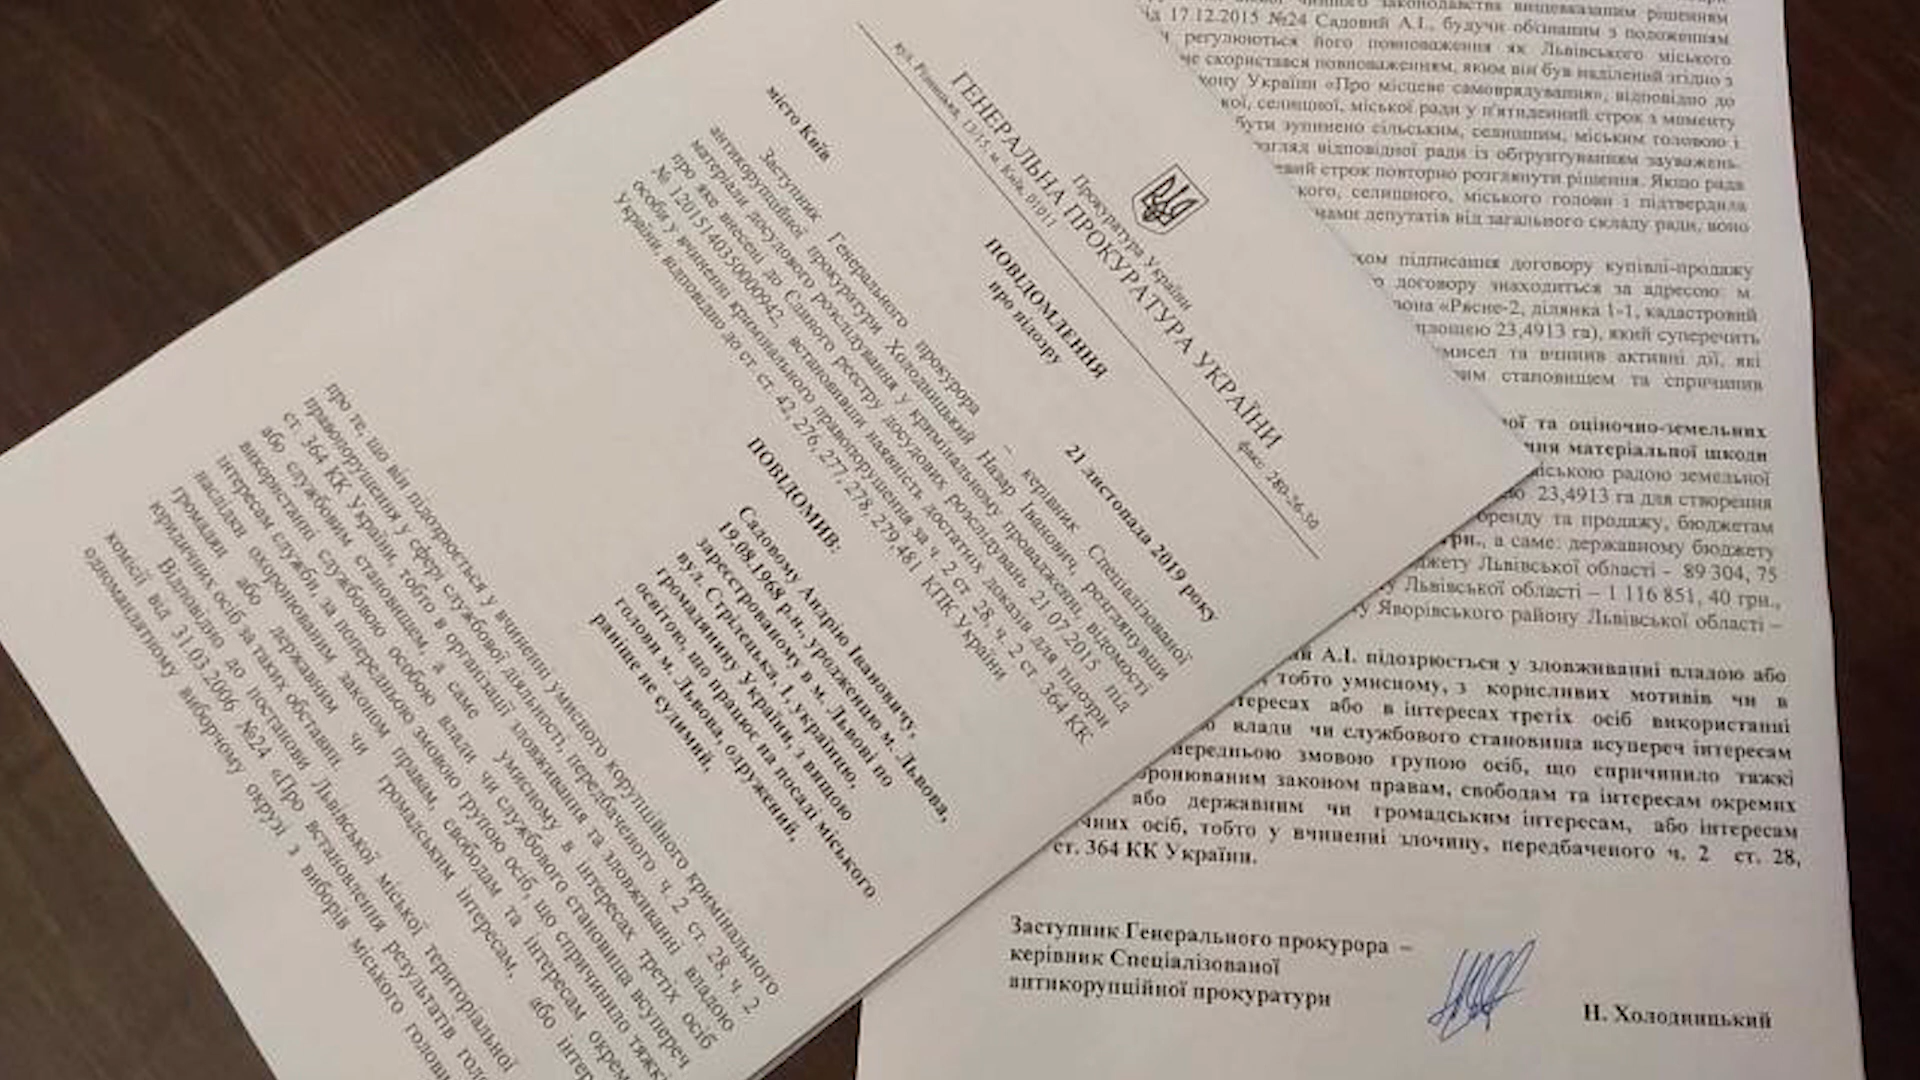 Прокуратура України
ГЕНЕРАЛЬНА ПРОКУРАТУРА УКРАЇНИ
вул. Різницька, 13/15, м. Київ, 01011
факс 280-26-30
ПОВІДОМЛЕННЯ
про підозру
місто Київ
21 листопада 2019 року
Заступник Генерального прокурора – керівник Спеціалізованої
антикорупційної прокуратури Холодницький Назар Іванович, розглянувши
матеріали досудового розслідування у кримінальному провадженні, відомості
про яке внесені до Єдиного реєстру досудових розслідувань 21.07.2015 під
№ 12015140350000942, встановивши наявність достатніх доказів для підозри
особи у вчиненні кримінального правопорушення за ч. 2 ст. 28, ч. 2 ст. 364 КК
України, відповідно до ст. ст. 42, 276, 277, 278, 279, 481 КПК України
ПОВІДОМИВ:
Садовому Андрію Івановичу,
19.08.1968 р.н., уродженцю м. Львова,
зареєстрованому в м. Львові по
вул. Стрілецька, 1, українцю,
громадянину України, з вищою
освітою, що працює на посаді міського
голови м. Львова, одружений,
раніше не судимий,
про те, що він підозрюється у вчиненні умисного корупційного кримінального
правопорушення у сфері службової діяльності, передбаченого ч. 2 ст. 28, ч. 2
ст. 364 КК України, тобто в організації зловживання та зловживанні владою
або службовим становищем, а саме умисному в інтересах третіх осіб
використанні службовою особою влади чи службового становища всупереч
інтересам служби, за попередньою змовою групою осіб, що спричинило тяжкі
наслідки охоронюваним законом правам, свободам та інтересам окремих
громадян або державним чи громадським інтересам, або
юридичних осіб за таких обставин.
Відповідно до постанови Львівської міської територіальної
комісії від 31.03.2006 №24 «Про встановлення результатів
одномандатному виборчому окрузі з виборів міського голови
законодавства вищевказаним рішенням
17.12.2015 №24 Садовий А.І., будучи обізнаним з положенням
регулюються його повноваження як Львівського міського
не скористався повноваженням, яким він був наділений згідно з
України «Про місцеве самоврядування», відповідно до
селищної, міської ради у п'ятиденний строк з моменту
бути зупинено сільським, селищним, міським головою і
відповідної ради із обґрунтуванням зауважень.
строк повторно розглянути рішення. Якщо рада
селищного, міського голови і підтвердила
депутатів від загального складу ради, воно
підписання договору купівлі-продажу
договору знаходиться за адресою: м.
«Рясне-2, ділянка 1-1, кадастровий
площею 23,4913 га), який суперечить
та вчинив активні дії, які
становищем та спричинив
та оціночно-земельних
матеріальної шкоди
міською радою земельної
23,4913 га для створення
оренду та продажу, бюджетам
грн., а саме: державному бюджету
Львівської області - 89 304, 75
Львівської області – 1 116 851, 40 грн.,
Яворівського району Львівської області –
А.І. підозрюється у зловживанні владою або
тобто умисному, з корисливих мотивів чи в
інтересах або в інтересах третіх осіб використанні
влади чи службового становища всупереч інтересам
попередньою змовою групою осіб, що спричинило тяжкі
законом правам, свободам та інтересам окремих
або державним чи громадським інтересам, або інтересам
осіб, тобто у вчиненні злочину, передбаченого ч. 2 ст. 28,
ст. 364 КК України.
Заступник Генерального прокурора –
керівник Спеціалізованої
антикорупційної прокуратури
Н. Холодницький